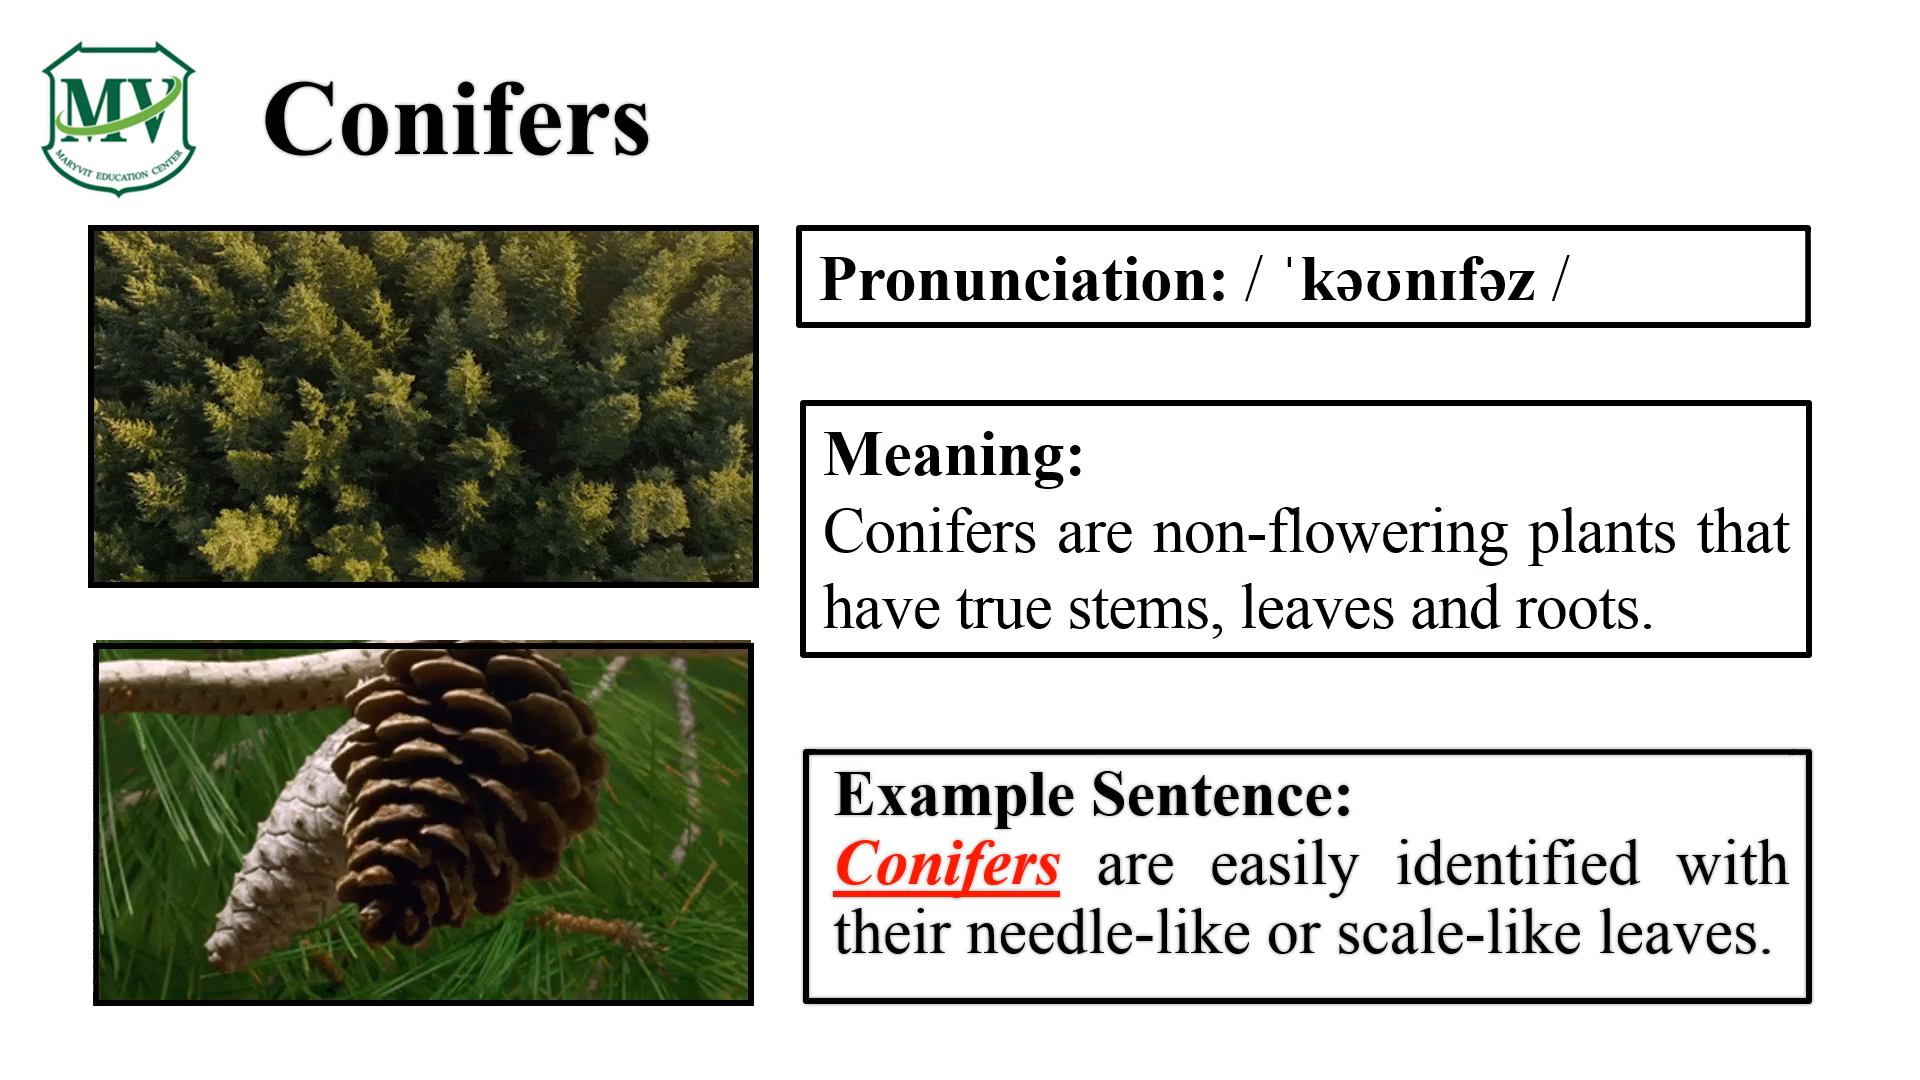 MV
MARYVIT EDUCATION CENTER
Conifers
Pronunciation: / ˈkəʊnɪfəz /
Meaning:
Conifers are non-flowering plants that
have true stems, leaves and roots.
Example Sentence:
Conifers are easily identified with
their needle-like or scale-like leaves.